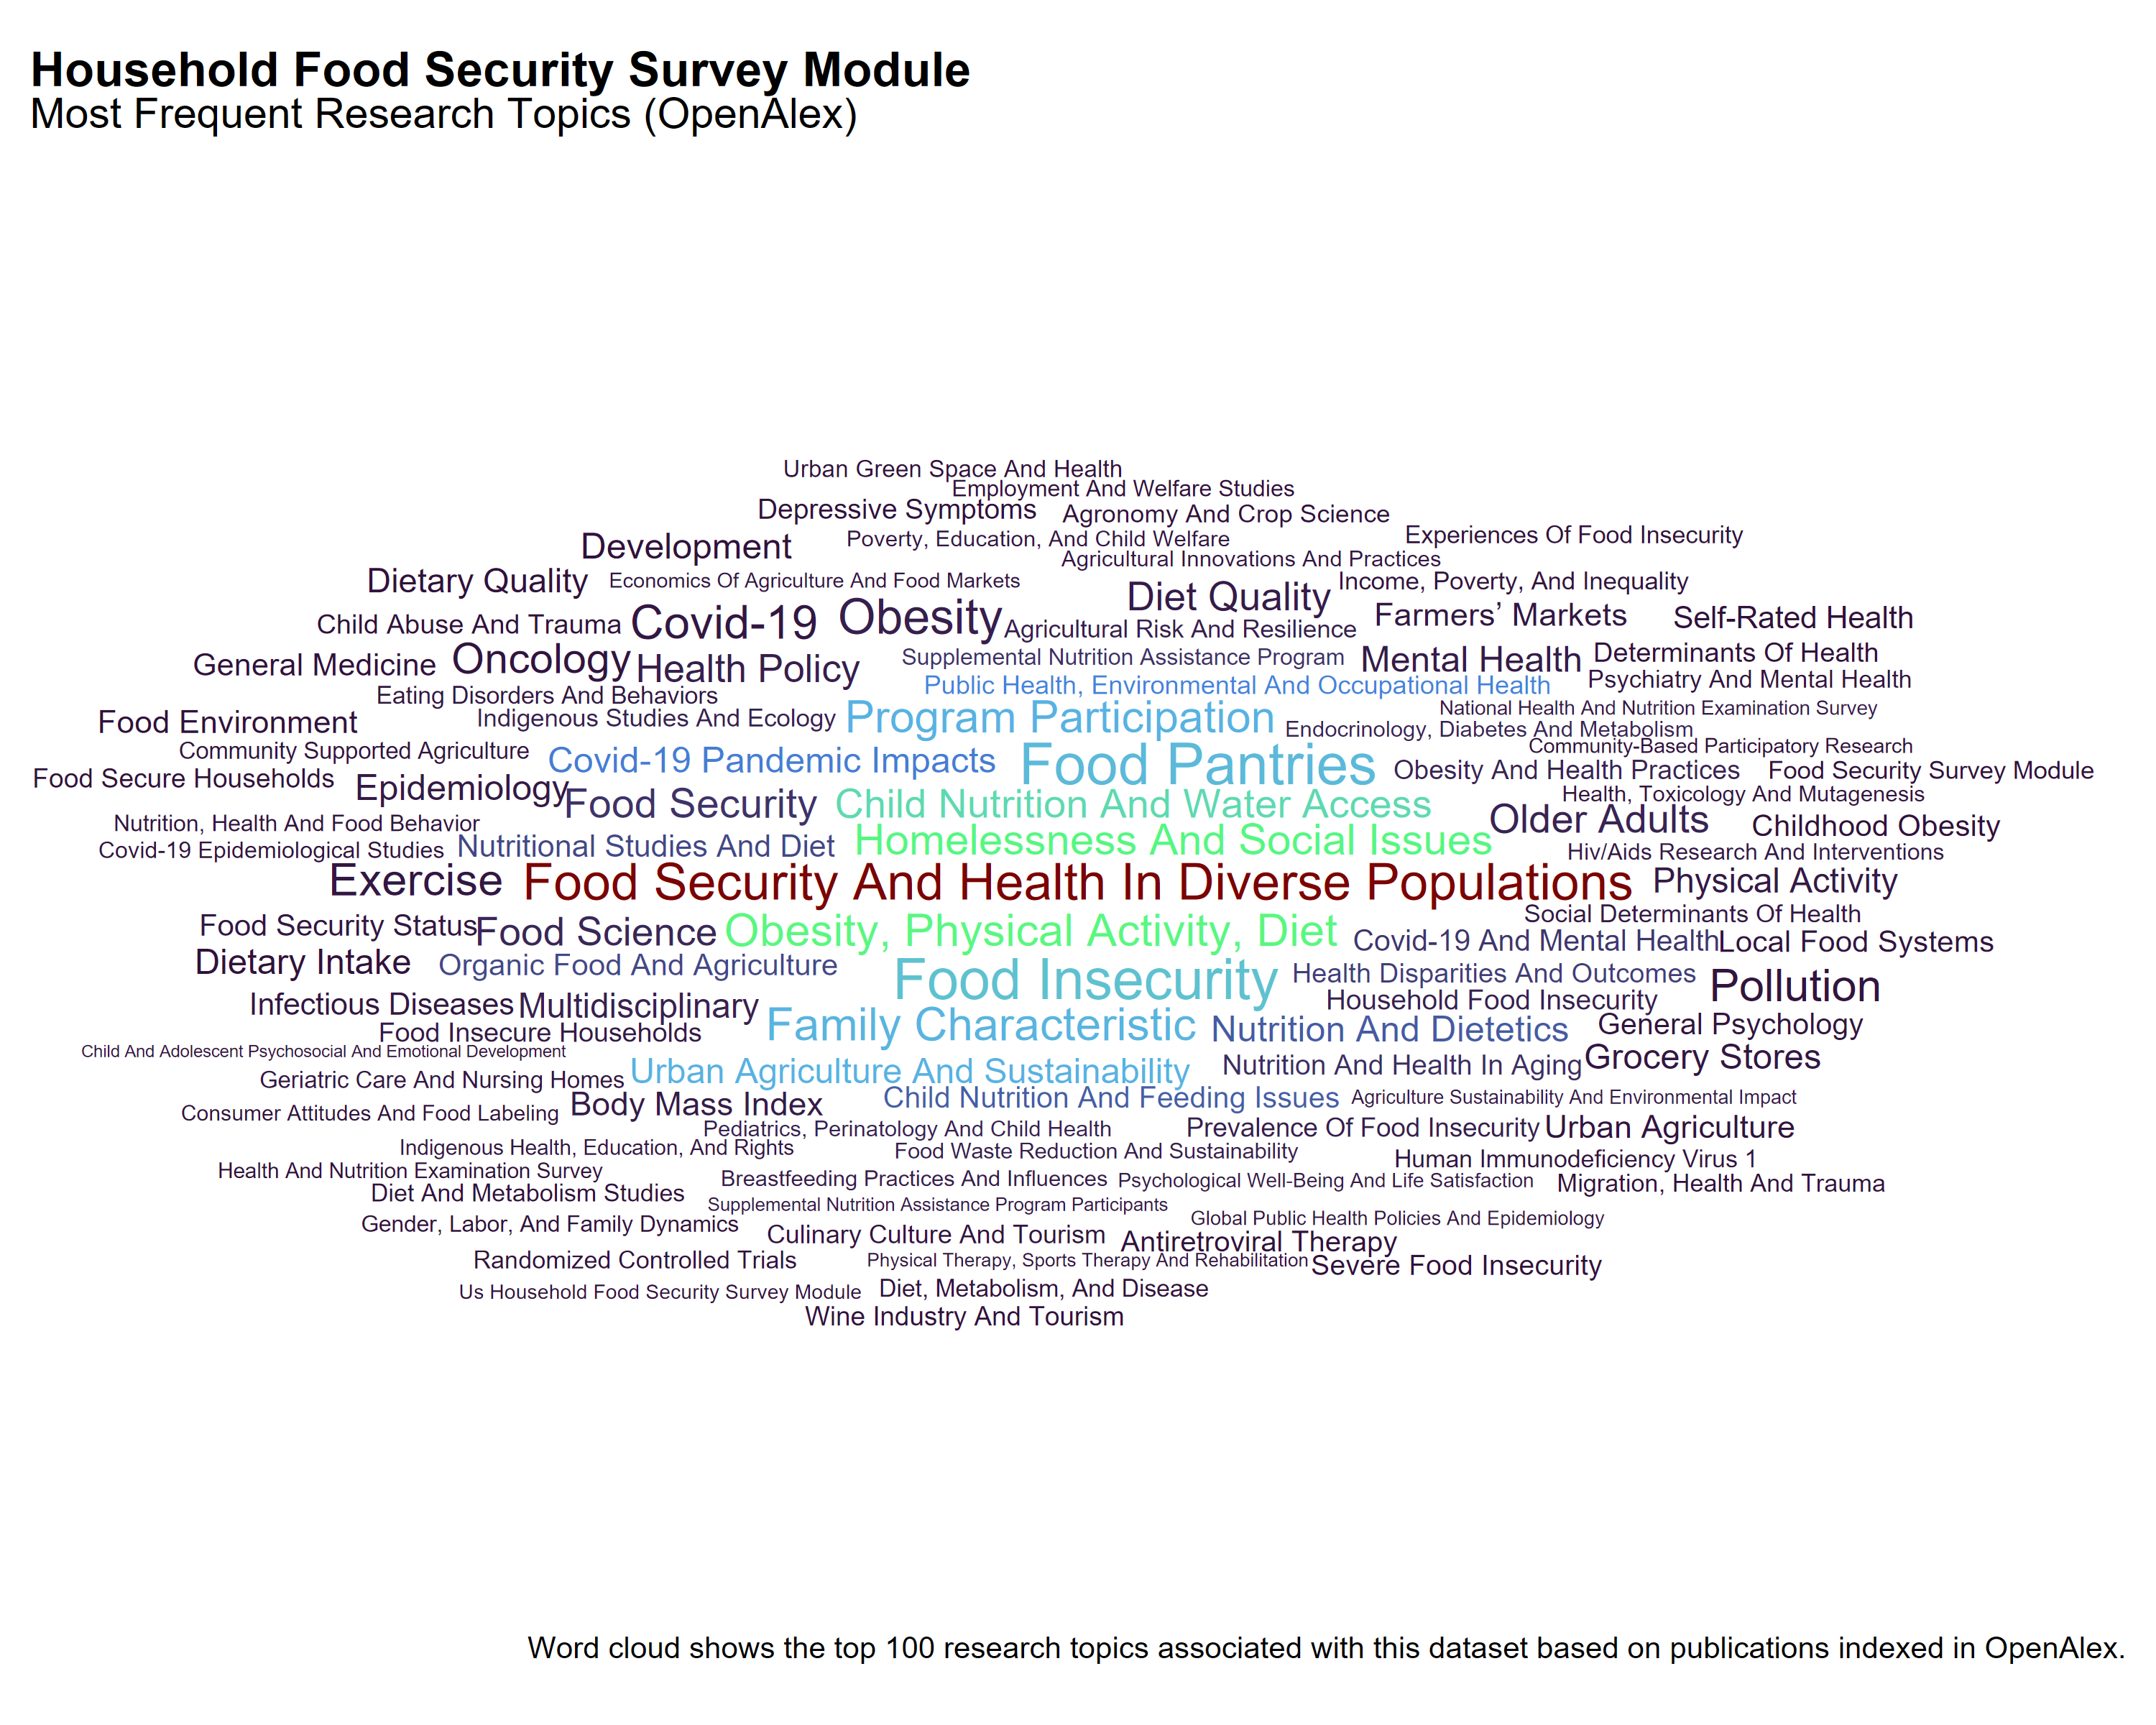 Household Food Security Survey Module
Most Frequent Research Topics (OpenAlex)
Urban Green Space And Health
Employment And Welfare Studies
Depressive Symptoms
Agronomy And Crop Science
Experiences Of Food Insecurity
Development
Poverty, Education, And Child Welfare
Agricultural Innovations And Practices
Dietary Quality
Economics Of Agriculture And Food Markets
Diet Quality
Income, Poverty, And Inequality
Child Abuse And Trauma
Covid-19
Obesity
Agricultural Risk And Resilience
Farmers’ Markets
Self-Rated Health
General Medicine
Oncology
Health Policy
Supplemental Nutrition Assistance Program
Mental Health
Determinants Of Health
Eating Disorders And Behaviors
Public Health, Environmental And Occupational Health
Psychiatry And Mental Health
Food Environment
Indigenous Studies And Ecology
Program Participation
National Health And Nutrition Examination Survey
Endocrinology, Diabetes And Metabolism
Community Supported Agriculture
Covid-19 Pandemic Impacts
Food Pantries
Community-Based Participatory Research
Food Secure Households
Epidemiology
Obesity And Health Practices
Food Security Survey Module
Food Security
Child Nutrition And Water Access
Health, Toxicology And Mutagenesis
Nutrition, Health And Food Behavior
Older Adults
Childhood Obesity
Covid-19 Epidemiological Studies
Nutritional Studies And Diet
Homelessness And Social Issues
Hiv/Aids Research And Interventions
Exercise
Food Security And Health In Diverse Populations
Physical Activity
Food Security Status
Food Science
Obesity, Physical Activity, Diet
Social Determinants Of Health
Covid-19 And Mental Health
Local Food Systems
Dietary Intake
Organic Food And Agriculture
Food Insecurity
Health Disparities And Outcomes
Pollution
Infectious Diseases
Multidisciplinary
Household Food Insecurity
Food Insecure Households
Family Characteristic
Nutrition And Dietetics
General Psychology
Child And Adolescent Psychosocial And Emotional Development
Geriatric Care And Nursing Homes
Urban Agriculture And Sustainability
Nutrition And Health In Aging
Grocery Stores
Consumer Attitudes And Food Labeling
Body Mass Index
Child Nutrition And Feeding Issues
Agriculture Sustainability And Environmental Impact
Pediatrics, Perinatology And Child Health
Prevalence Of Food Insecurity
Urban Agriculture
Indigenous Health, Education, And Rights
Food Waste Reduction And Sustainability
Human Immunodeficiency Virus 1
Health And Nutrition Examination Survey
Breastfeeding Practices And Influences
Psychological Well-Being And Life Satisfaction
Migration, Health And Trauma
Diet And Metabolism Studies
Supplemental Nutrition Assistance Program Participants
Gender, Labor, And Family Dynamics
Global Public Health Policies And Epidemiology
Culinary Culture And Tourism
Antiretroviral Therapy
Randomized Controlled Trials
Physical Therapy, Sports Therapy And Rehabilitation
Severe Food Insecurity
Us Household Food Security Survey Module
Diet, Metabolism, And Disease
Wine Industry And Tourism
Word cloud shows the top 100 research topics associated with this dataset based on publications indexed in OpenAlex.